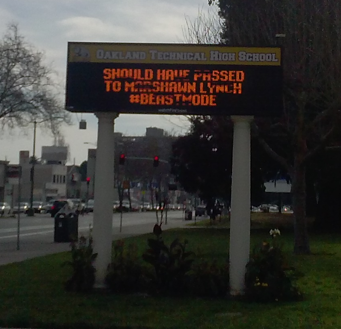 Oakland Technical High School
SHOULD HAVE PASSED
TO MARSHAWN LYNCH
#BEASTMODE